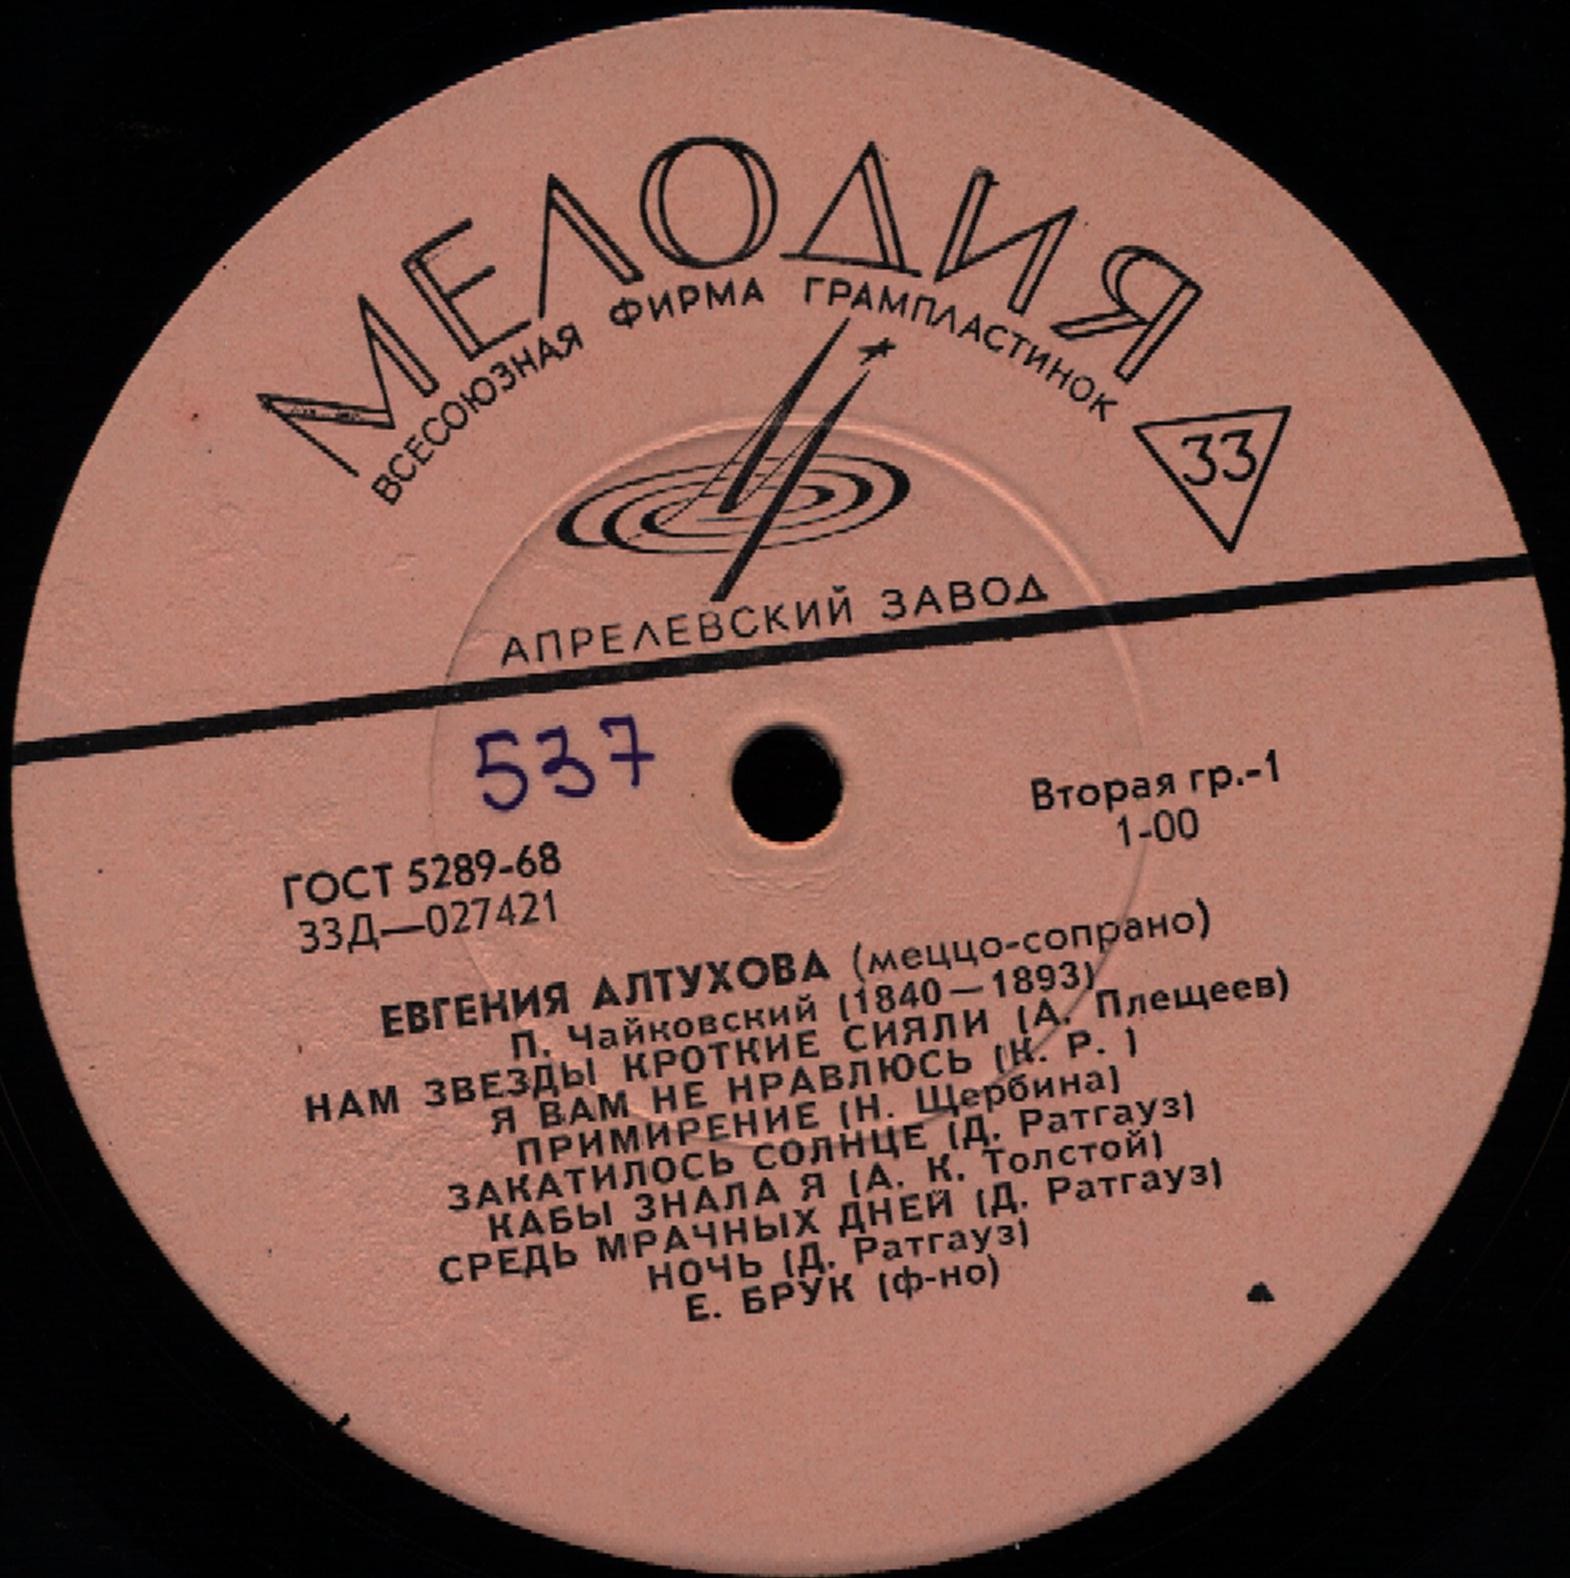 МЕЛОДИЯ
ВСЕСОЮЗНАЯ ФИРМА ГРАМПЛАСТИНОК
33
АПРЕЛЕВСКИЙ ЗАВОД
537
Вторая гр.-1
1-00
ГОСТ 5289-68
33Д—027421
ЕВГЕНИЯ АЛТУХОВА (меццо-сопрано)
П. Чайковский (1840—1893)
НАМ ЗВЕЗДЫ КРОТКИЕ СИЯЛИ (А. Плещеев)
Я ВАМ НЕ НРАВЛЮСЬ (К. Р. )
ПРИМИРЕНИЕ (Н. Щербина)
ЗАКАТИЛОСЬ СОЛНЦЕ (Д. Ратгауз)
КАБЫ ЗНАЛА Я (А. К. Толстой)
СРЕДЬ МРАЧНЫХ ДНЕЙ (Д. Ратгауз)
НОЧЬ (Д. Ратгауз)
Е. БРУК (ф-но)